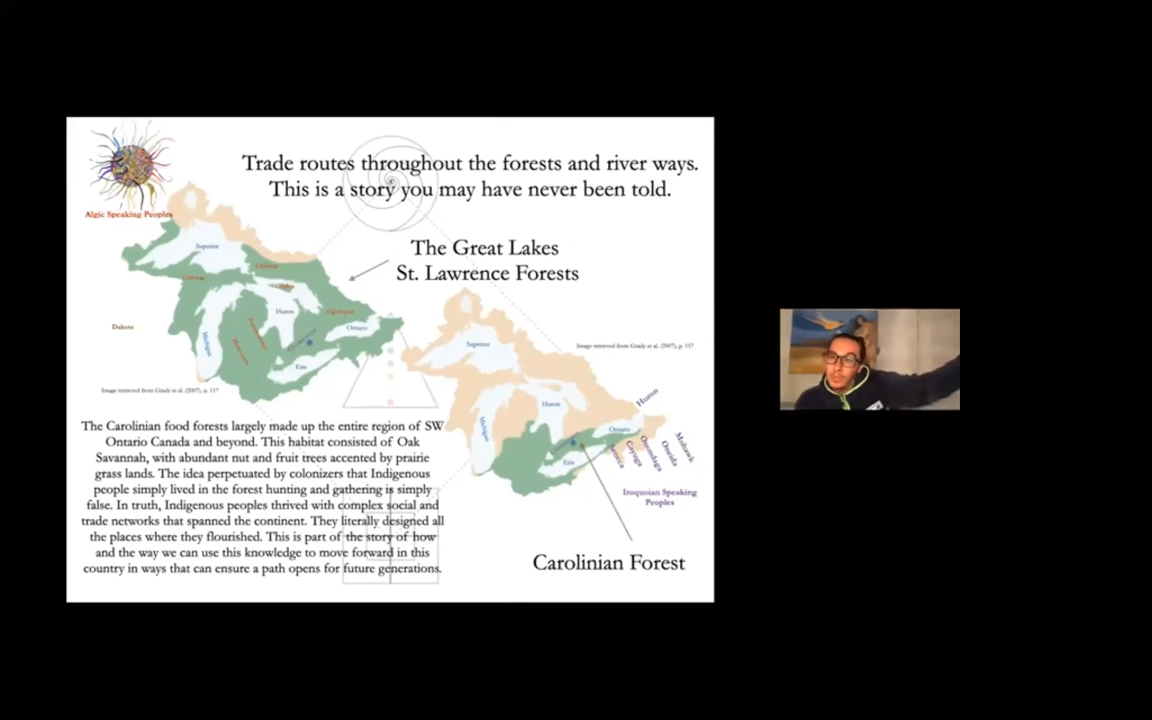 Trade routes throughout the forests and river ways.
This is a story you may have never been told.
Algic Speaking Peoples
The Great Lakes
St. Lawrence Forests
Superior
Ojibway
Ojibway
Huron
Algonquin
Dakota
Michigan
Ontario
Erie
Image retrieved from Grady et al. (2007), p. 117
Image retrieved from Grady et al. (2007), p. 137
Superior
Huron
Michigan
Ontario
Erie
Huron
Seneca
Cayuga
Onondaga
Oneida
Mohawk
Iroquoian Speaking
Peoples
Carolinian Forest
The Carolinian food forests largely made up the entire region of SW
Ontario Canada and beyond. This habitat consisted of Oak
Savannah, with abundant nut and fruit trees accented by prairie
grass lands. The idea perpetuated by colonizers that Indigenous
people simply lived in the forest hunting and gathering is simply
false. In truth, Indigenous peoples thrived with complex social and
trade networks that spanned the continent. They literally designed all
the places where they flourished. This is part of the story of how
and the way we can use this knowledge to move forward in this
country in ways that can ensure a path opens for future generations.